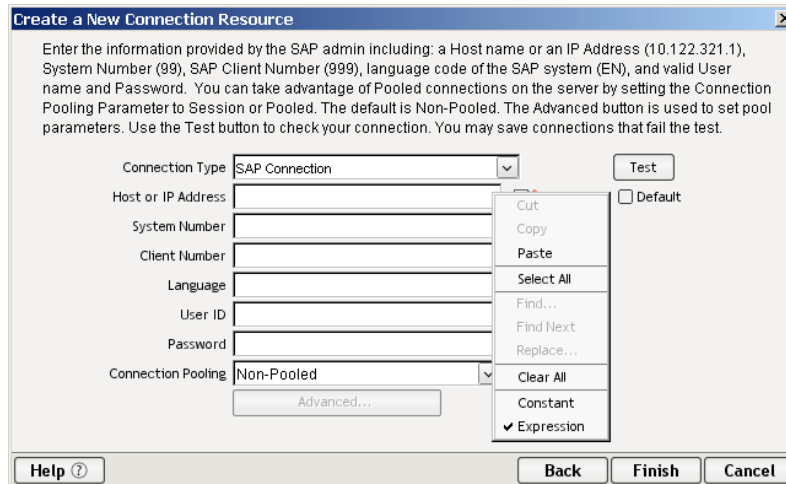 Create a New Connection Resource
Enter the information provided by the SAP admin including: a Host name or an IP Address (10.122.321.1),
System Number (99), SAP Client Number (999), language code of the SAP system (EN), and valid User
name and Password. You can take advantage of Pooled connections on the server by setting the Connection
Pooling Parameter to Session or Pooled. The default is Non-Pooled. The Advanced button is used to set pool
parameters. Use the Test button to check your connection. You may save connections that fail the test.
Connection Type SAP Connection Test
Host or IP Address Default
System Number
Client Number
Language
User ID
Password
Connection Pooling Non-Pooled
Advanced...
Cut
Copy
Paste
Select All
Find...
Find Next
Replace...
Clear All
Constant
Expression
Help ?
Back Finish Cancel